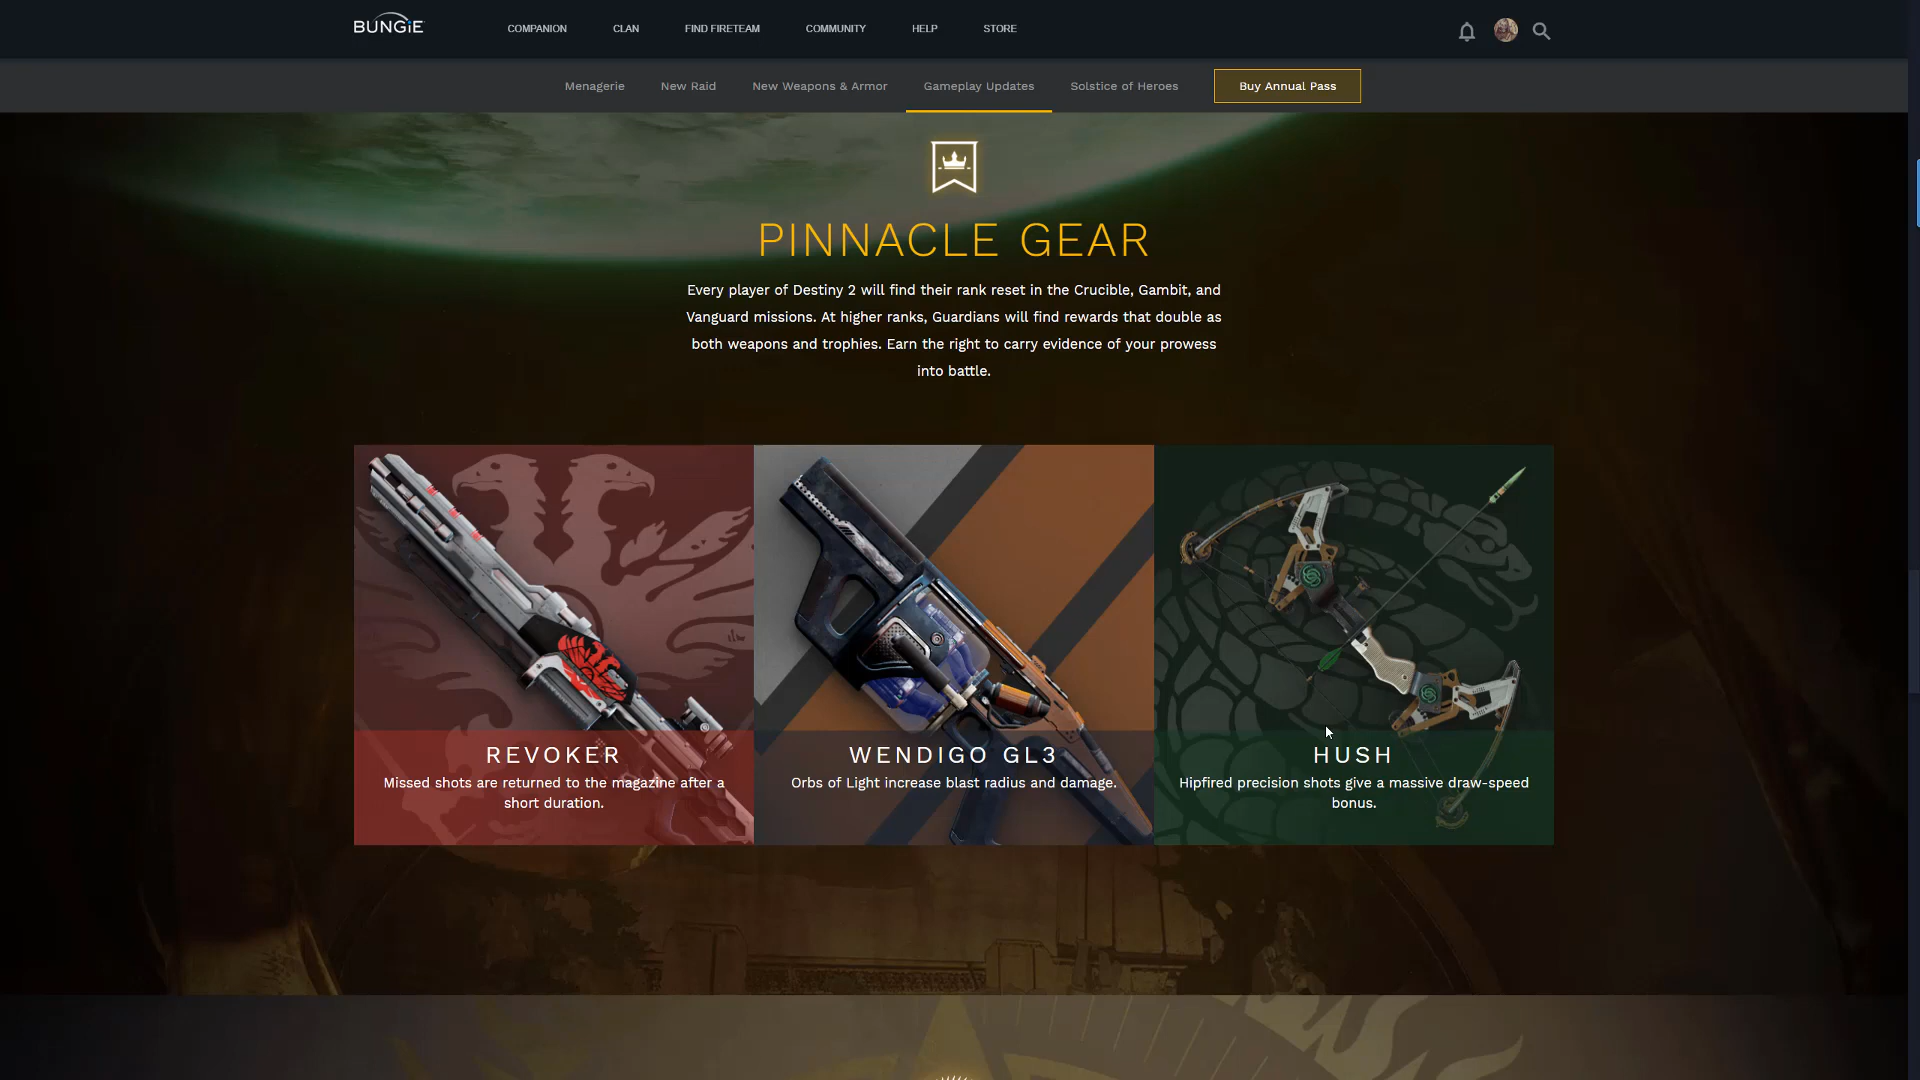 BUNGiE
COMPANION CLAN FIND FIRETEAM COMMUNITY HELP STORE
Menagerie New Raid New Weapons & Armor Gameplay Updates Solstice of Heroes Buy Annual Pass
PINNACLE GEAR
Every player of Destiny 2 will find their rank reset in the Crucible, Gambit, and
Vanguard missions. At higher ranks, Guardians will find rewards that double as
both weapons and trophies. Earn the right to carry evidence of your prowess
into battle.
REVOKER
Missed shots are returned to the magazine after a
short duration.
WENDIGO GL3
Orbs of Light increase blast radius and damage.
HUSH
Hipfired precision shots give a massive draw-speed
bonus.